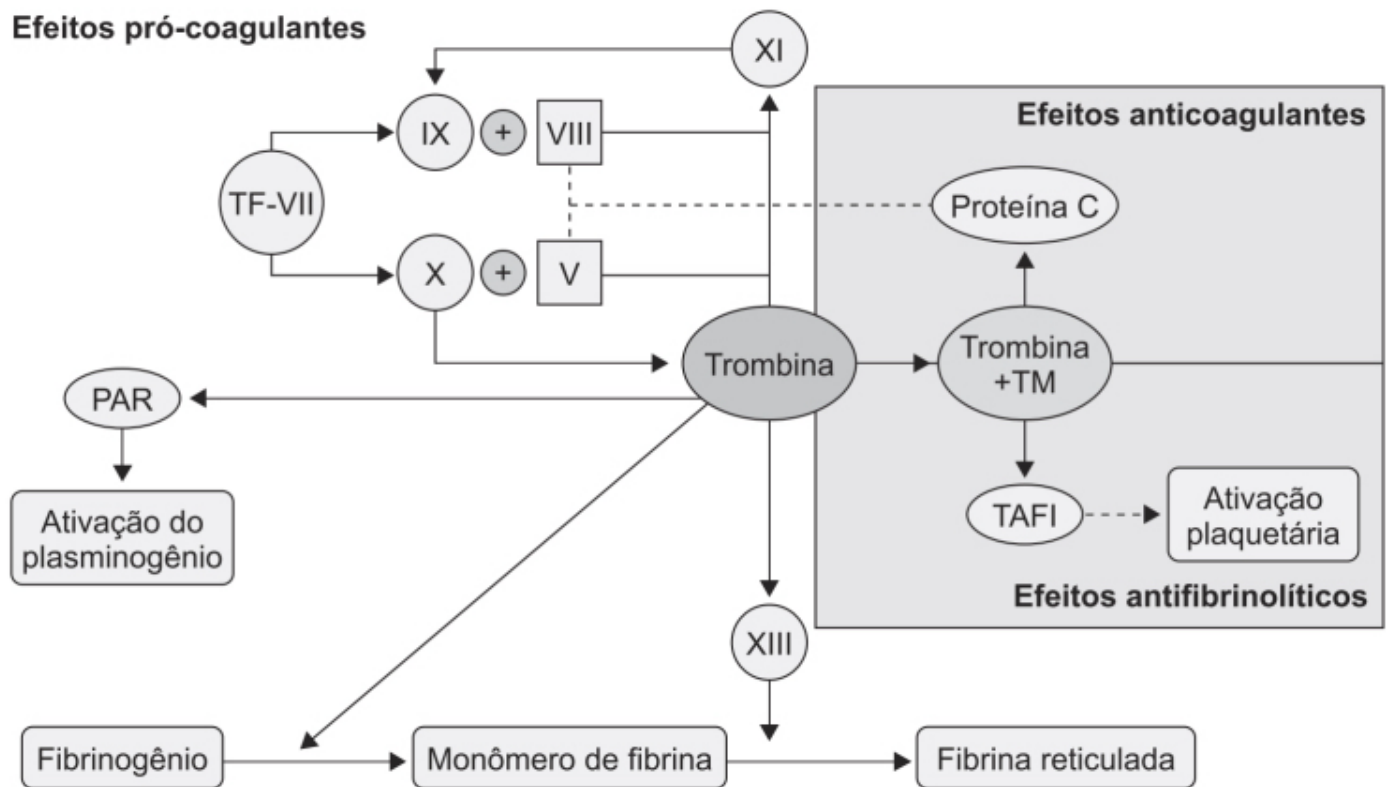 Efeitos pró-coagulantes
XI
IX
+
VIII
Efeitos anticoagulantes
TF-VII
Proteína C
X
+
V
Trombina
Trombina
+TM
PAR
Ativação do
plasminogênio
TAFI
Ativação
plaquetária
Efeitos antifibrinolíticos
XIII
Fibrinogênio
Monômero de fibrina
Fibrina reticulada